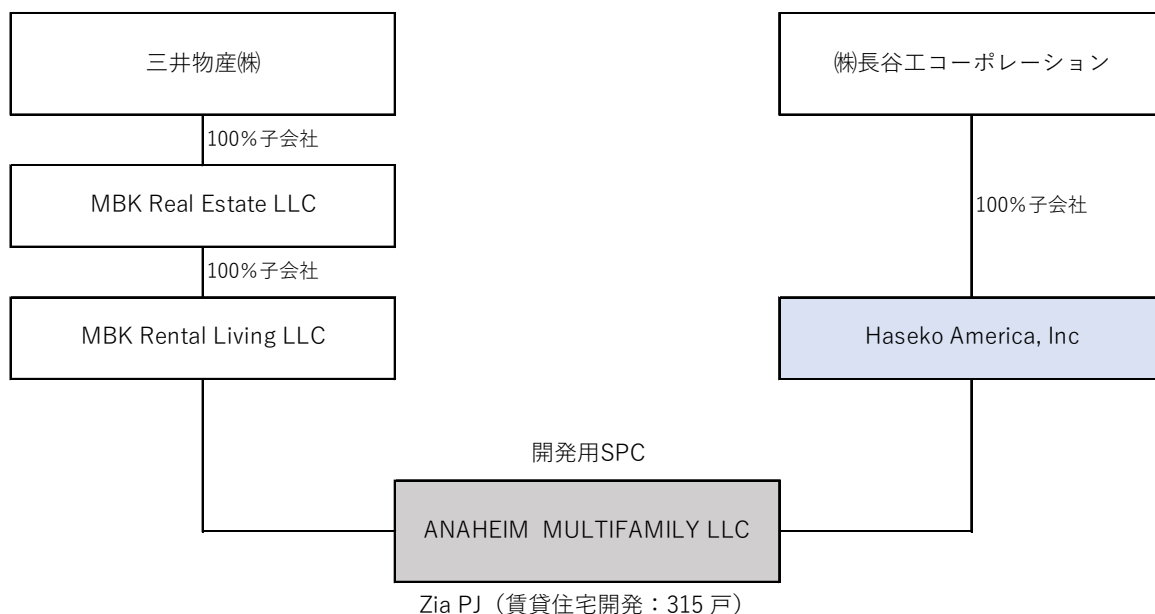 三井物産㈱
㈱長谷工コーポレーション
100%子会社
MBK Real Estate LLC
100%子会社
100%子会社
MBK Rental Living LLC
Haseko America, Inc
開発用SPC
ANAHEIM MULTIFAMILY LLC
Zia PJ（賃貸住宅開発：315 戸）